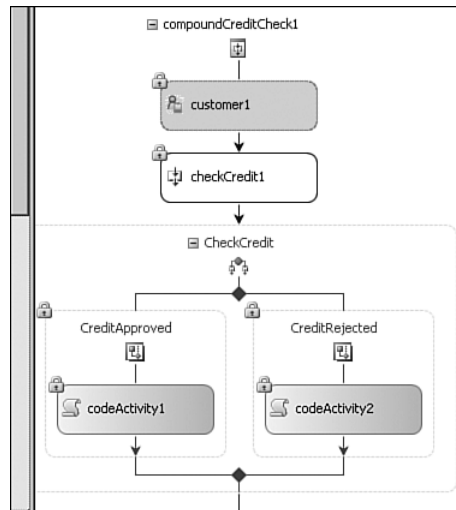 compoundCreditCheck1
customer1
checkCredit1
CheckCredit
CreditApproved
CreditRejected
codeActivity1
codeActivity2